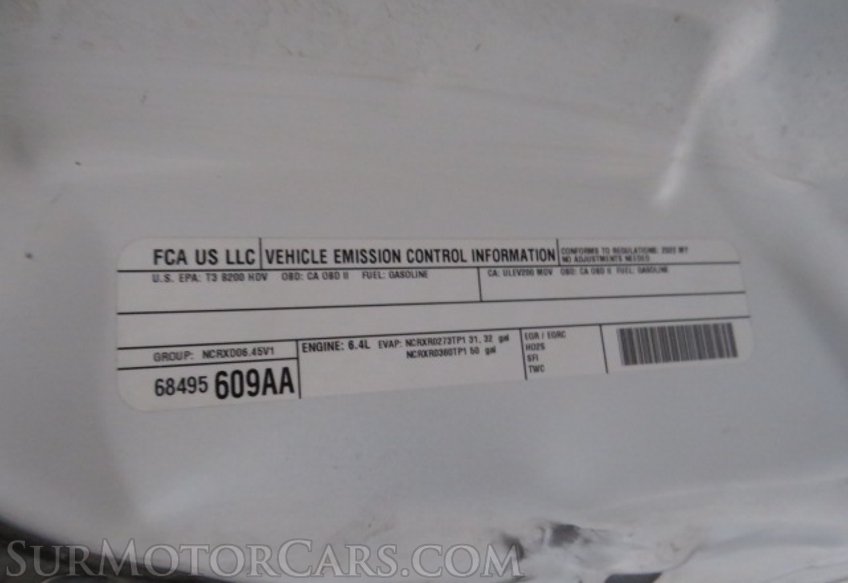 FCA US LLC VEHICLE EMISSION CONTROL INFORMATION
CONFORMS TO REGULATIONS: 2022 MY
NO ADJUSTMENTS NEEDED
U.S. EPA: T3 B200 HDV OBD: CA OBD II FUEL: GASOLINE
CA: ULEV200 MDV OBD: CA OBD II FUEL: GASOLINE
GROUP: NCRXD06.45V1
68495 609AA
ENGINE: 6.4L EVAP: NCRXR0273TP1 31, 32 gal
NCRXR0360TP1 50 gal
EGR / EGRC
HO2S
SFI
TWC
SURMOTORCARS.COM